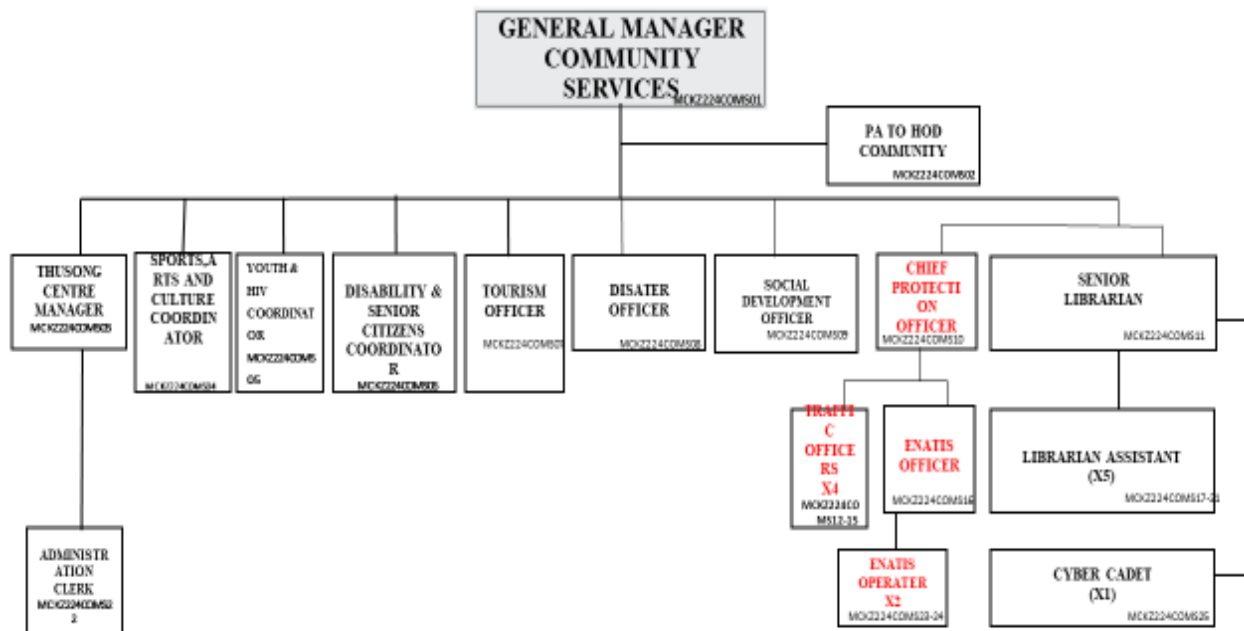 GENERAL MANAGER
COMMUNITY
SERVICES
MCKZ224COMS01
PA TO HOD
COMMUNITY
MCKZ224COMS02
THUSONG
CENTRE
MANAGER
MCKZ224COMS03
SPORTS,A
RTS AND
CULTURE
COORDIN
ATOR
MCKZ224COMS04
YOUTH &
HIV
COORDINAT
OR
MCKZ224COMS
05
DISABILITY &
SENIOR
CITIZENS
COORDINATO
R
MCKZ224COMS06
TOURISM
OFFICER
MCKZ224COMS07
DISATER
OFFICER
MCKZ224COMS08
SOCIAL
DEVELOPMENT
OFFICER
MCKZ224COMS09
CHIEF
PROTECTI
ON
OFFICER
MCKZ224COMS10
SENIOR
LIBRARIAN
MCKZ224COMS11
TRAFFI
C
OFFICE
RS
X4
MCKZ224CO
MS12-15
ENATIS
OFFICER
MCKZ224COMS16
LIBRARIAN ASSISTANT
(X5)
MCKZ224COMS17-21
ADMINISTR
ATION
CLERK
MCKZ224COMS2
2
ENATIS
OPERATER
X2
MCKZ224COMS23-24
CYBER CADET
(X1)
MCKZ224COMS25